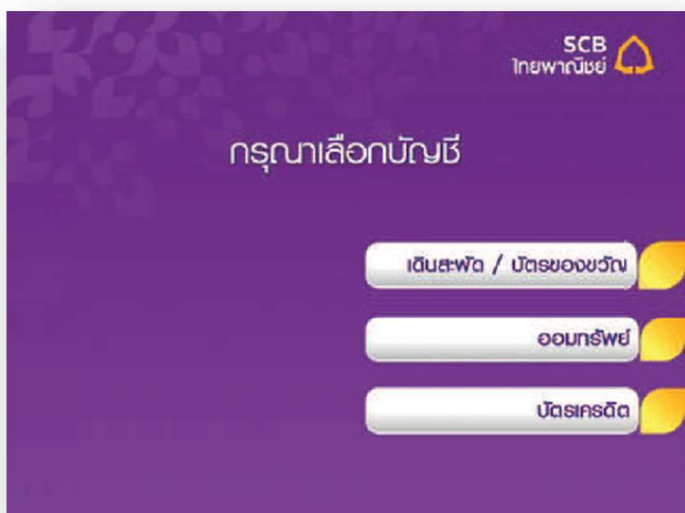 SCB
ไทยพาณิชย์
กรุณาเลือกบัญชี
เดินสะพัด / บัตรของขวัญ
ออมทรัพย์
บัตรเครดิต